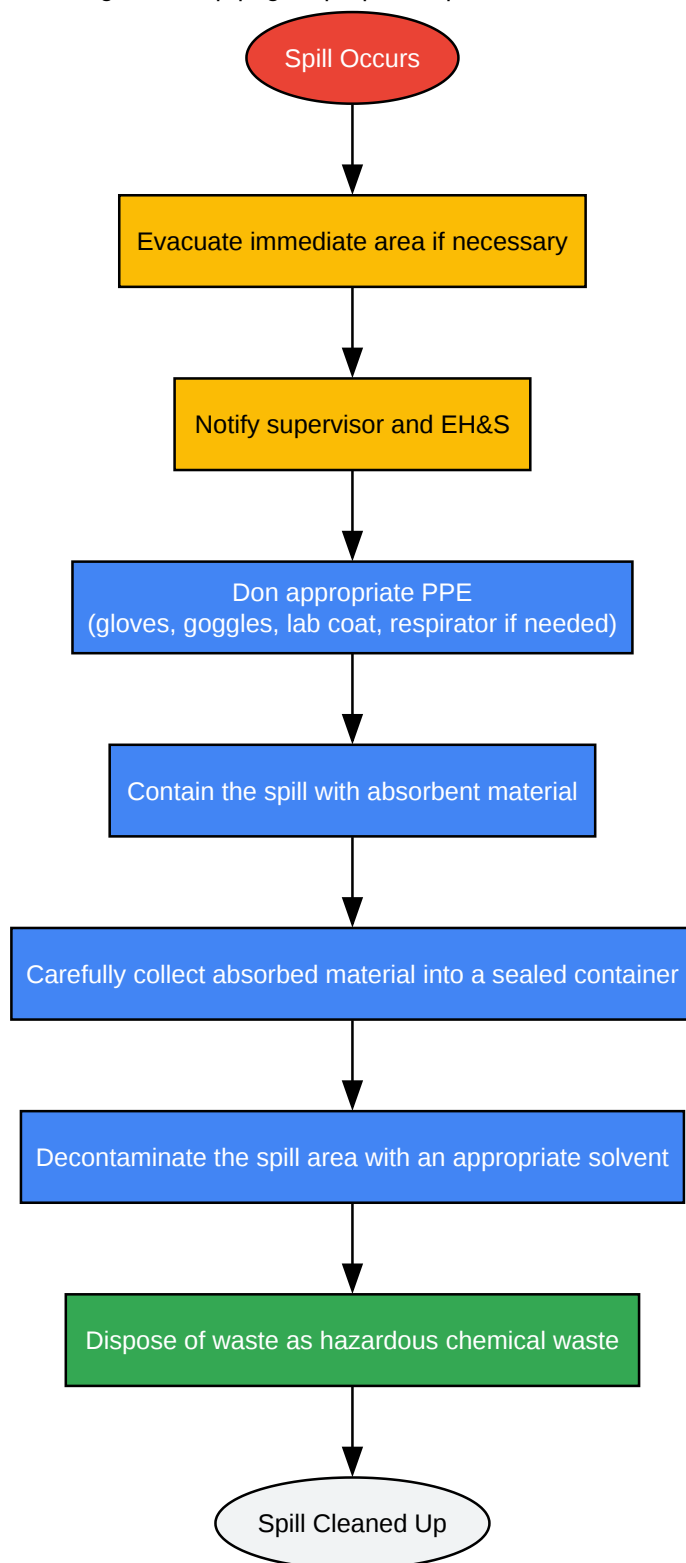 Spill Occurs
Evacuate immediate area if necessary
Notify supervisor and EH&S
Don appropriate PPE
(gloves, goggles, lab coat, respirator if needed)
Contain the spill with absorbent material
Carefully collect absorbed material into a sealed container
Decontaminate the spill area with an appropriate solvent
Dispose of waste as hazardous chemical waste
Spill Cleaned Up